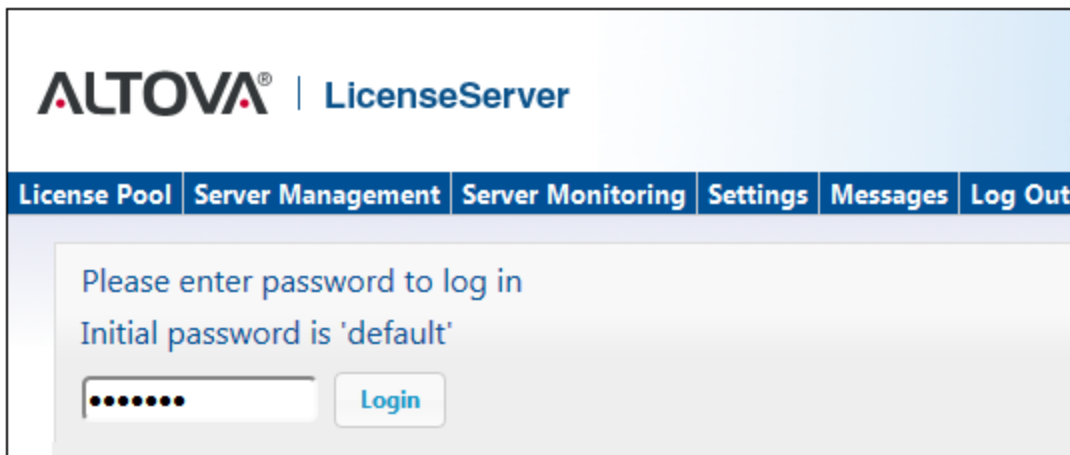 ALTOVA® | LicenseServer
License Pool Server Management Server Monitoring Settings Messages Log Out
Please enter password to log in
Initial password is 'default'
••••••• Login